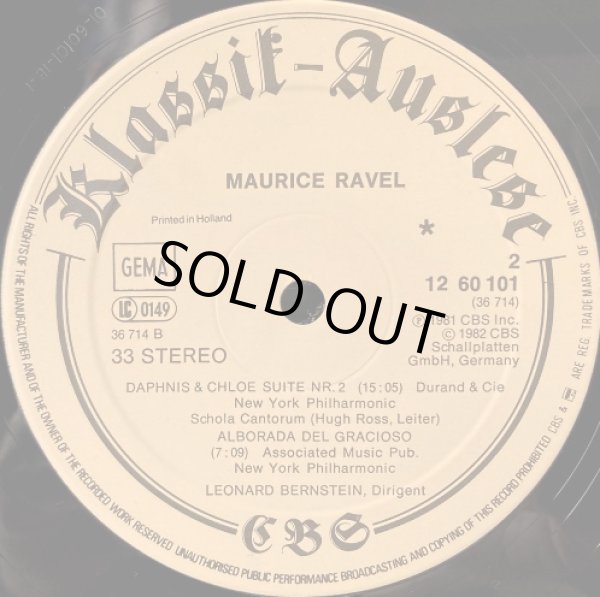 Klassik-Auslese
MAURICE RAVEL
Printed in Holland
*
2
GEMA
12 60 101
(36 714)
LC 0149
SOLD OUT
℗ 1981 CBS Inc.
36 714 B
© 1982 CBS
33 STEREO
Schallplatten
GmbH, Germany
DAPHNIS & CHLOE SUITE NR. 2 (15:05) Durand & Cie
New York Philharmonic
Schola Cantorum (Hugh Ross, Leiter)
ALBORADA DEL GRACIOSO
(7:09) Associated Music Pub.
New York Philharmonic
LEONARD BERNSTEIN, Dirigent
CBS
ALL RIGHTS OF THE MANUFACTURER AND OF THE OWNER OF THE RECORDED WORK RESERVED UNAUTHORISED PUBLIC PERFORMANCE BROADCASTING AND COPYING OF THIS RECORD PROHIBITED CBS & ARE REG. TRADEMARKS OF CBS INC.